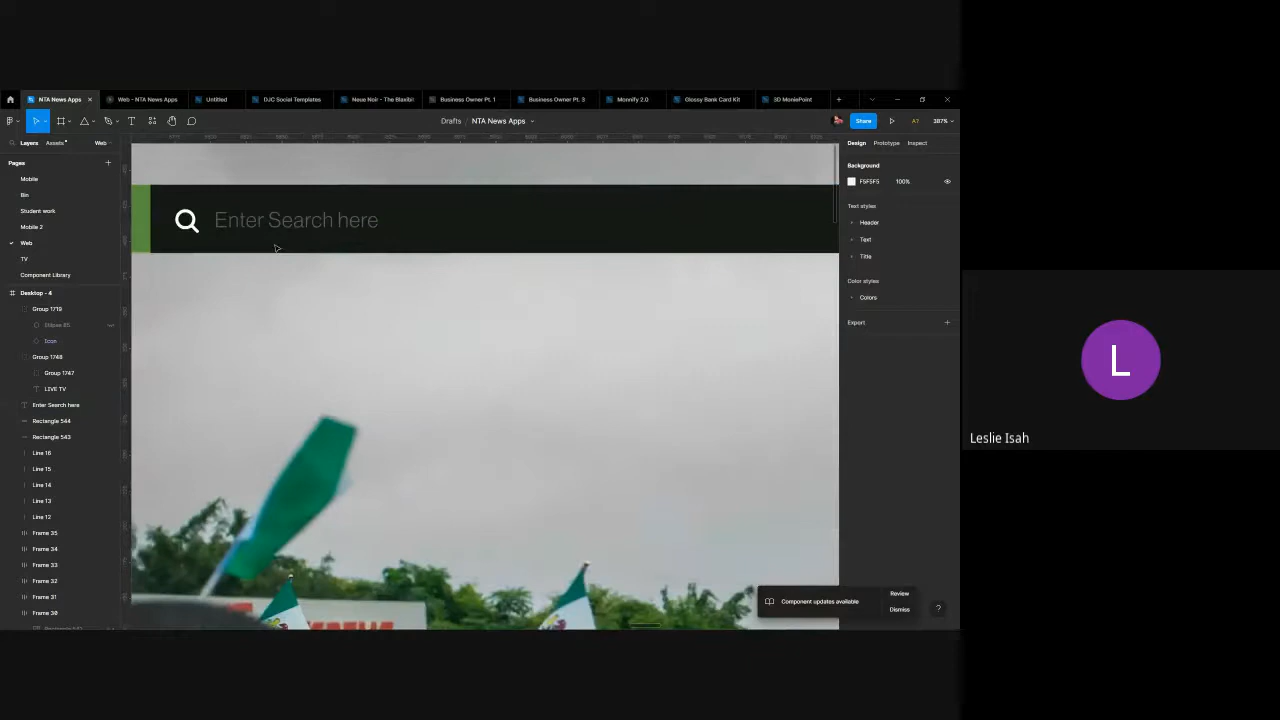 NTA News Apps
Web - NTA News Apps
Untitled
DJC Social Templates
Neue Noir - The Blaxibil
Business Owner Pt. 1
Business Owner Pt. 3
Monnify 2.0
Glossy Bank Card Kit
3D MoniePoint
Drafts / NTA News Apps
Share
A?
387%
Layers
Assets
Web
Design
Prototype
Inspect
Pages
Mobile
Bin
Student work
Mobile 2
Web
TV
Component Library
Desktop - 4
Group 1719
Ellipse 85
Icon
Group 1748
Group 1747
LIVE TV
Enter Search here
Rectangle 544
Rectangle 543
Line 16
Line 15
Line 14
Line 13
Line 12
Frame 35
Frame 34
Frame 33
Frame 32
Frame 31
Frame 30
Enter Search here
Background
F5F5F5
100%
Text styles
Header
Text
Title
Color styles
Colors
Export
Component updates available
Review
Dismiss
?
L
Leslie Isah